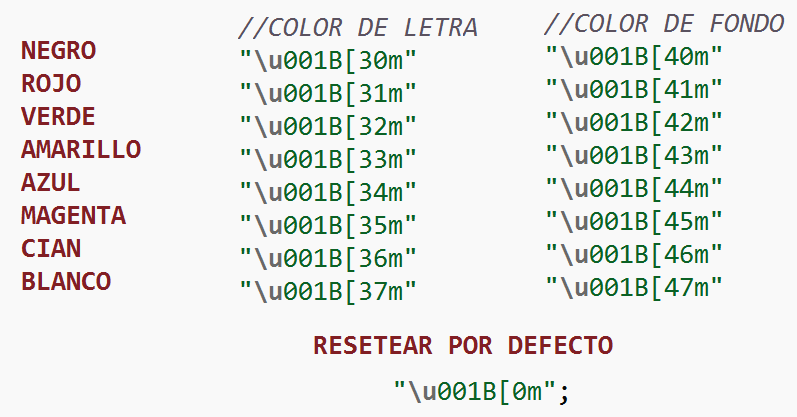 //COLOR DE LETRA //COLOR DE FONDO
NEGRO "\u001B[30m" "\u001B[40m"
ROJO "\u001B[31m" "\u001B[41m"
VERDE "\u001B[32m" "\u001B[42m"
AMARILLO "\u001B[33m" "\u001B[43m"
AZUL "\u001B[34m" "\u001B[44m"
MAGENTA "\u001B[35m" "\u001B[45m"
CIAN "\u001B[36m" "\u001B[46m"
BLANCO "\u001B[37m" "\u001B[47m"
RESETEAR POR DEFECTO
"\u001B[0m";